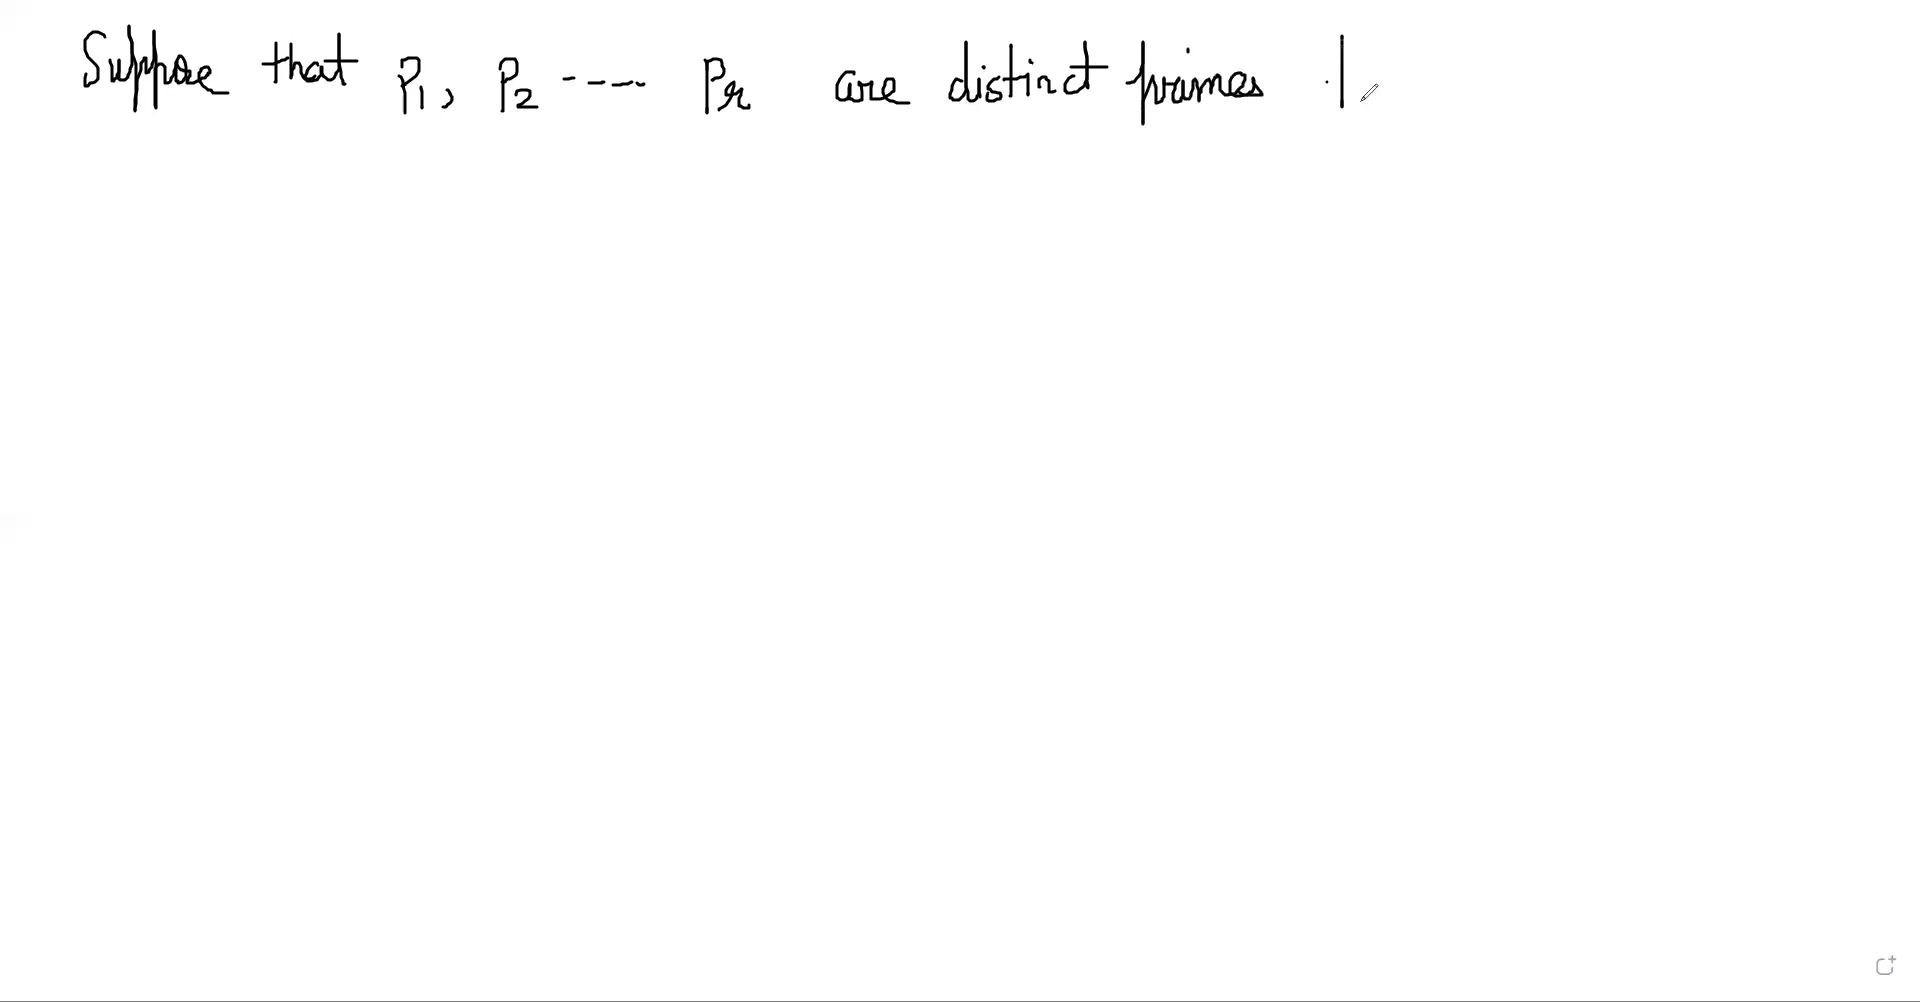 Suppose that P1, P2 ---- Pr are distinct primes |